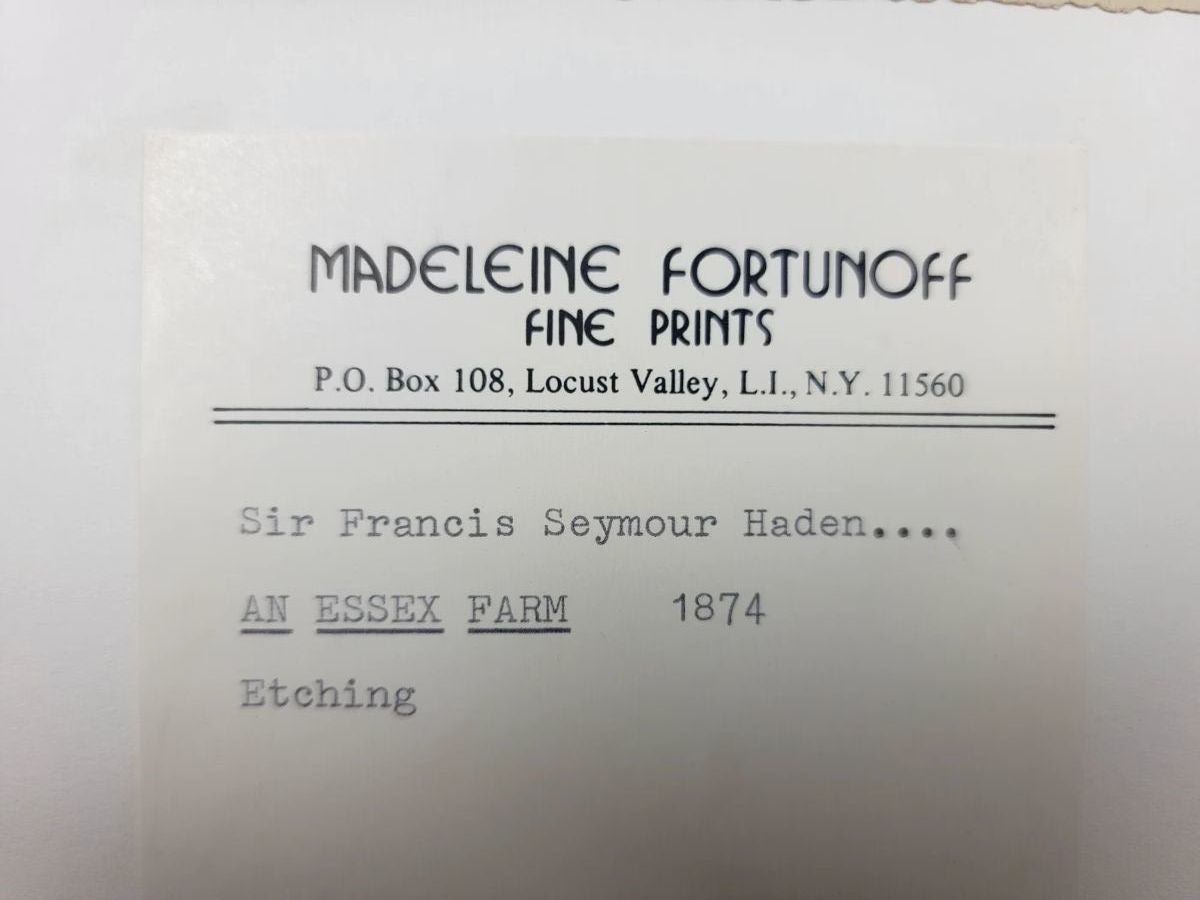 MADELEINE FORTUNOFF
FINE PRINTS
P.O. Box 108, Locust Valley, L.I., N.Y. 11560
Sir Francis Seymour Haden....
AN ESSEX FARM 1874
Etching